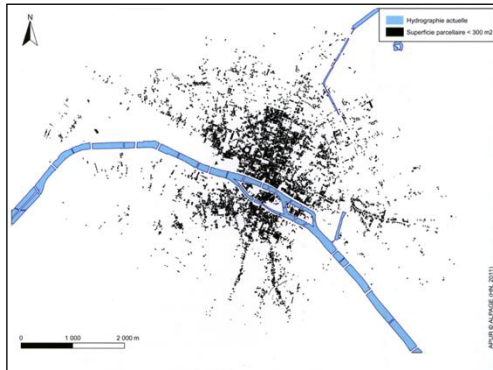 N
Hydrographie actuelle
Superficie parcellaire < 300 m2
0 1 000 2 000 m
APUR © ALPAGE (HN, 2011)